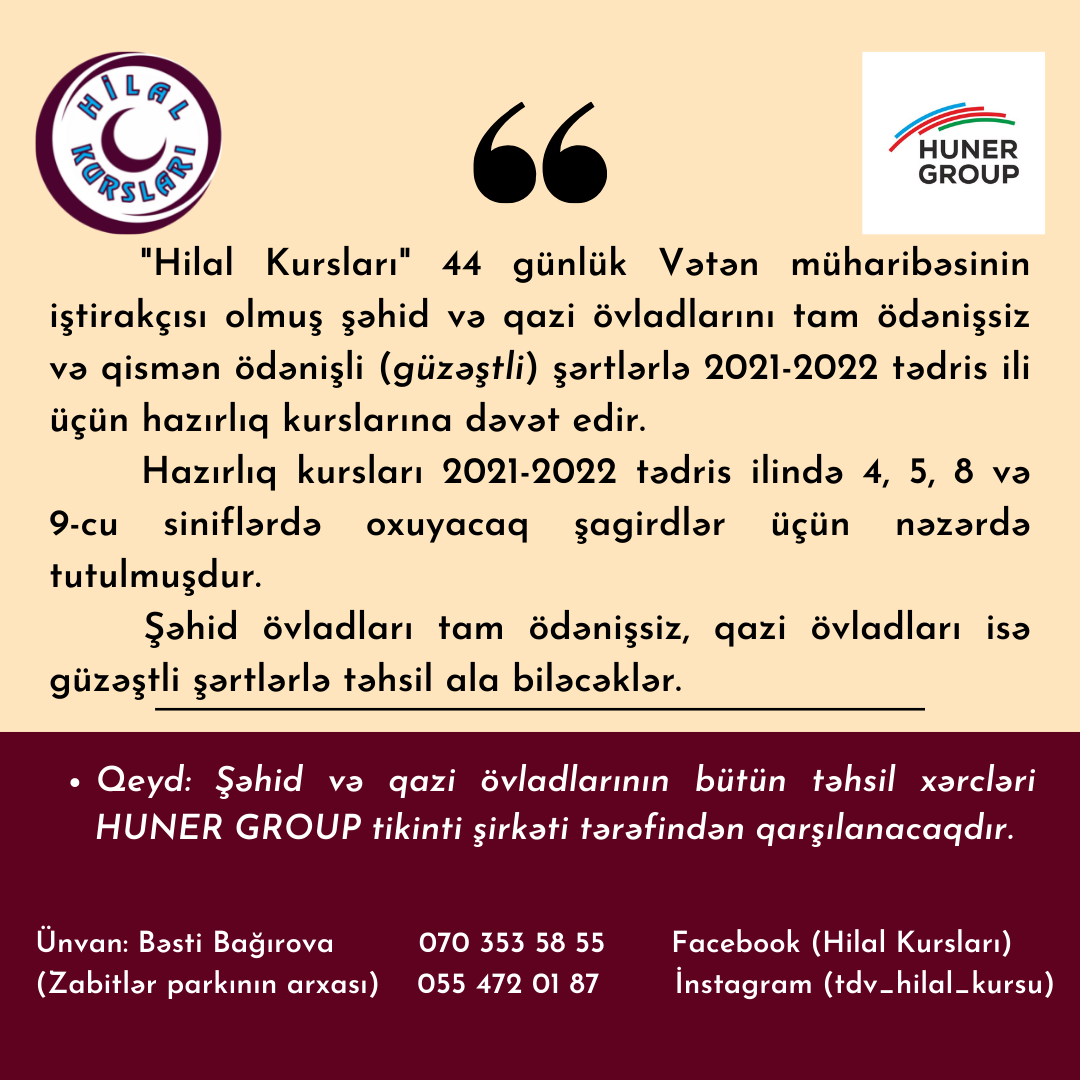 HİLAL
KURSLARI
HUNER
GROUP
"Hilal Kursları" 44 günlük Vətən müharibəsinin
iştirakçısı olmuş şəhid və qazi övladlarını tam ödənişsiz
və qismən ödənişli (güzəştli) şərtlərlə 2021-2022 tədris ili
üçün hazırlıq kurslarına dəvət edir.
Hazırlıq kursları 2021-2022 tədris ilində 4, 5, 8 və
9-cu siniflərdə oxuyacaq şagirdlər üçün nəzərdə
tutulmuşdur.
Şəhid övladları tam ödənişsiz, qazi övladları isə
güzəştli şərtlərlə təhsil ala biləcəklər.
• Qeyd: Şəhid və qazi övladlarının bütün təhsil xərcləri
HUNER GROUP tikinti şirkəti tərəfindən qarşılanacaqdır.
Ünvan: Bəsti Bağırova 070 353 58 55 Facebook (Hilal Kursları)
(Zabitlər parkının arxası) 055 472 01 87 İnstagram (tdv_hilal_kursu)